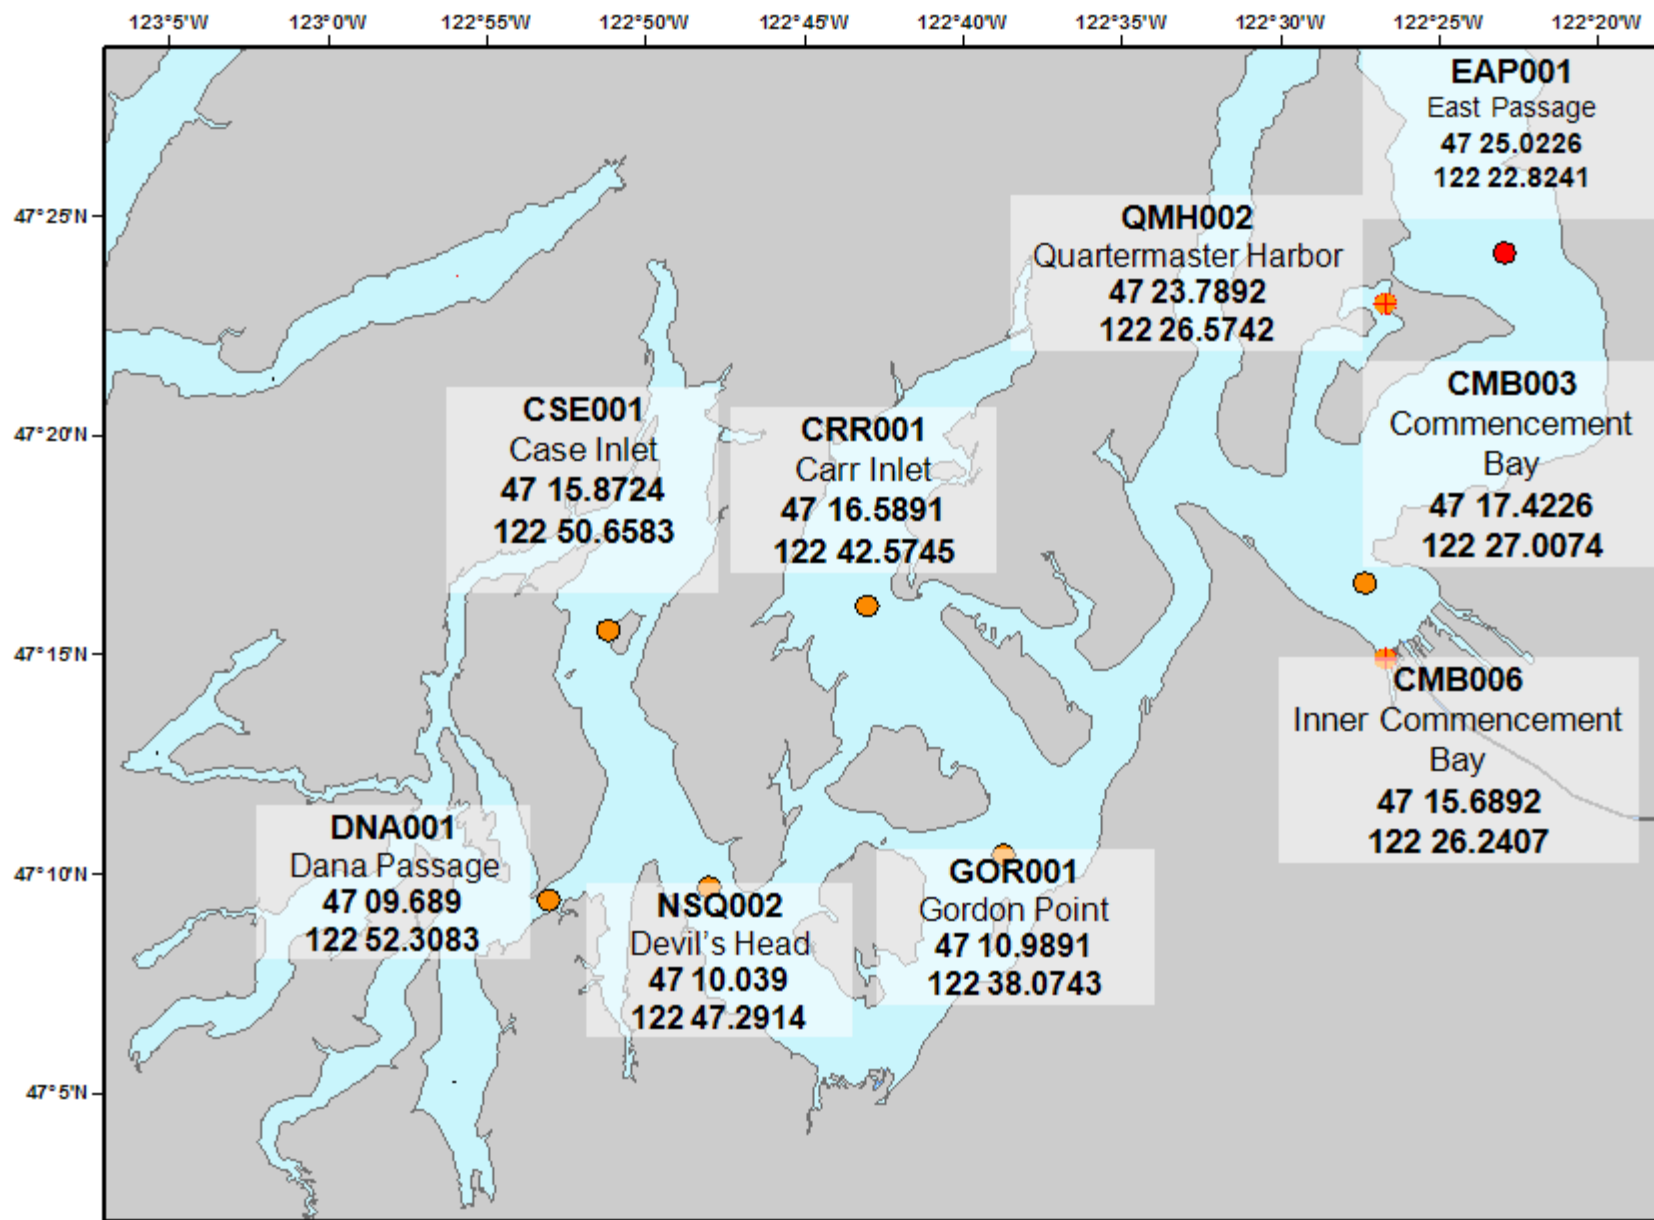 123°5'W 123°0'W 122°55'W 122°50'W 122°45'W 122°40'W 122°35'W 122°30'W 122°25'W 122°20'W
EAP001
East Passage
47 25.0226
122 22.8241
47°25'N
QMH002
Quartermaster Harbor
47 23.7892
122 26.5742
CMB003
Commencement
Bay
47 17.4226
122 27.0074
47°20'N
CSE001
Case Inlet
47 15.8724
122 50.6583
CRR001
Carr Inlet
47 16.5891
122 42.5745
47°15'N
CMB006
Inner Commencement
Bay
47 15.6892
122 26.2407
DNA001
Dana Passage
47 09.689
122 52.3083
47°10'N
NSQ002
Devil's Head
47 10.039
122 47.2914
GOR001
Gordon Point
47 10.9891
122 38.0743
47°5'N